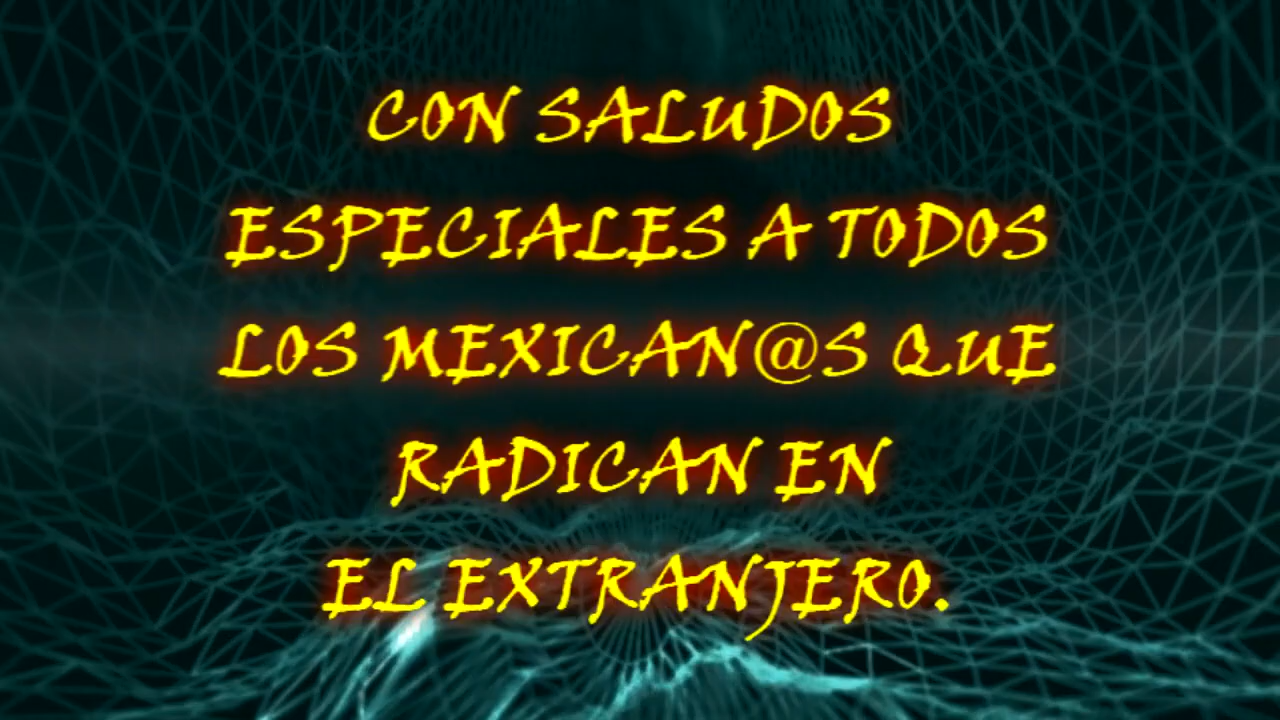 CON SALUDOS
ESPECIALES A TODOS
LOS MEXICAN@S QUE
RADICAN EN
EL EXTRANJERO.